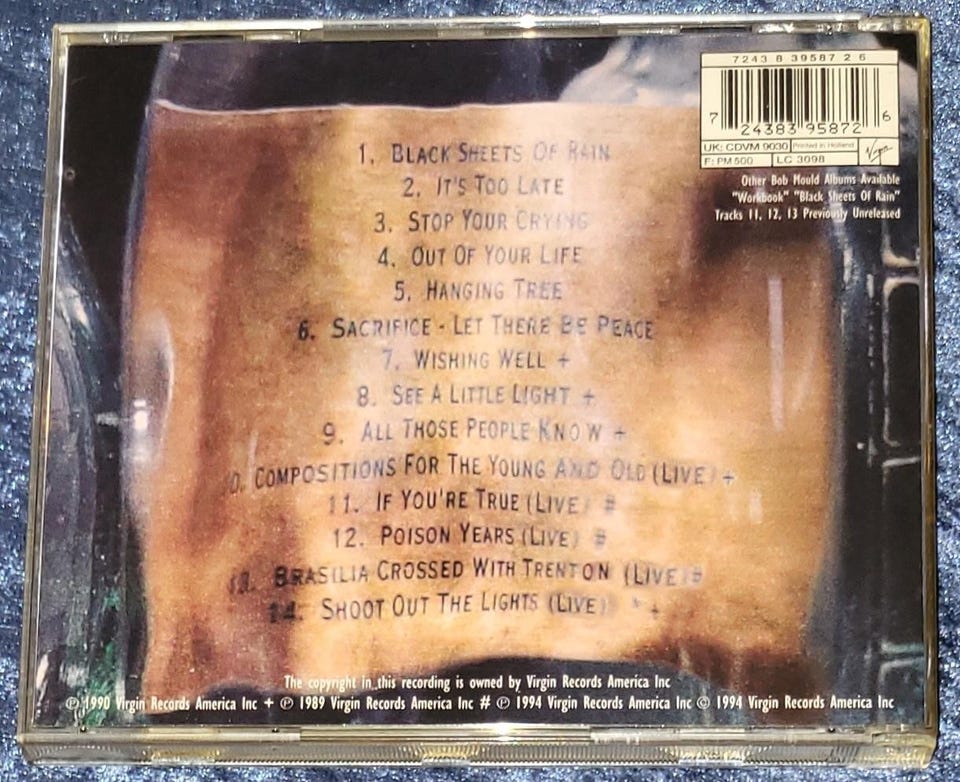 7243 8 39587 2 6
7 24383 95872 6
UK: CDVM 9030 Printed in Holland
F: PM 500 LC 3098 Virgin
Other Bob Mould Albums Available
"Workbook" "Black Sheets Of Rain"
Tracks 11, 12, 13 Previously Unreleased
1. BLACK SHEETS OF RAIN
2. IT'S TOO LATE
3. STOP YOUR CRYING
4. OUT OF YOUR LIFE
5. HANGING TREE
6. SACRIFICE - LET THERE BE PEACE
7. WISHING WELL +
8. SEE A LITTLE LIGHT +
9. ALL THOSE PEOPLE KNOW +
10. COMPOSITIONS FOR THE YOUNG AND OLD (LIVE) +
11. IF YOU'RE TRUE (LIVE) #
12. POISON YEARS (LIVE) #
13. BRASILIA CROSSED WITH TRENTON (LIVE) #
14. SHOOT OUT THE LIGHTS (LIVE) * +
The copyright in this recording is owned by Virgin Records America Inc
℗ 1990 Virgin Records America Inc + ℗ 1989 Virgin Records America Inc # ℗ 1994 Virgin Records America Inc © 1994 Virgin Records America Inc